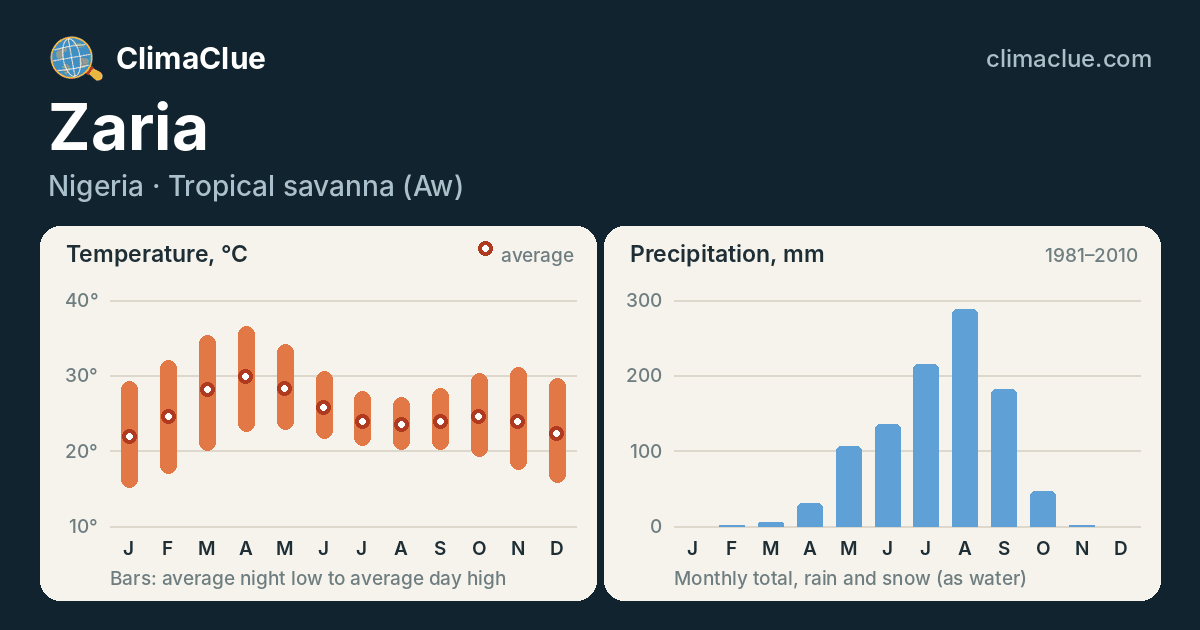 ClimaClue
climaclue.com
Zaria
Nigeria · Tropical savanna (Aw)
Temperature, °C
average
40°
30°
20°
10°
J F M A M J J A S O N D
Bars: average night low to average day high
Precipitation, mm
1981–2010
300
200
100
0
J F M A M J J A S O N D
Monthly total, rain and snow (as water)